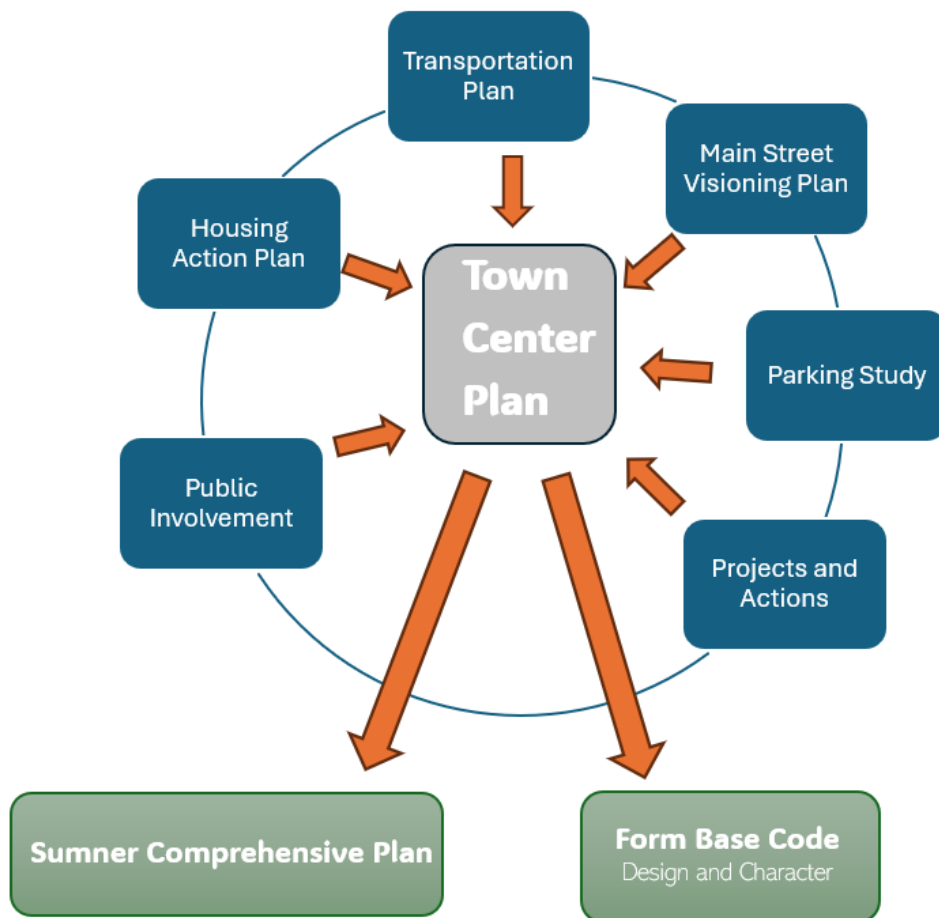 Transportation
Plan
Main Street
Visioning Plan
Housing
Action Plan
Town
Center
Plan
Parking Study
Public
Involvement
Projects and
Actions
Sumner Comprehensive Plan
Form Base Code
Design and Character